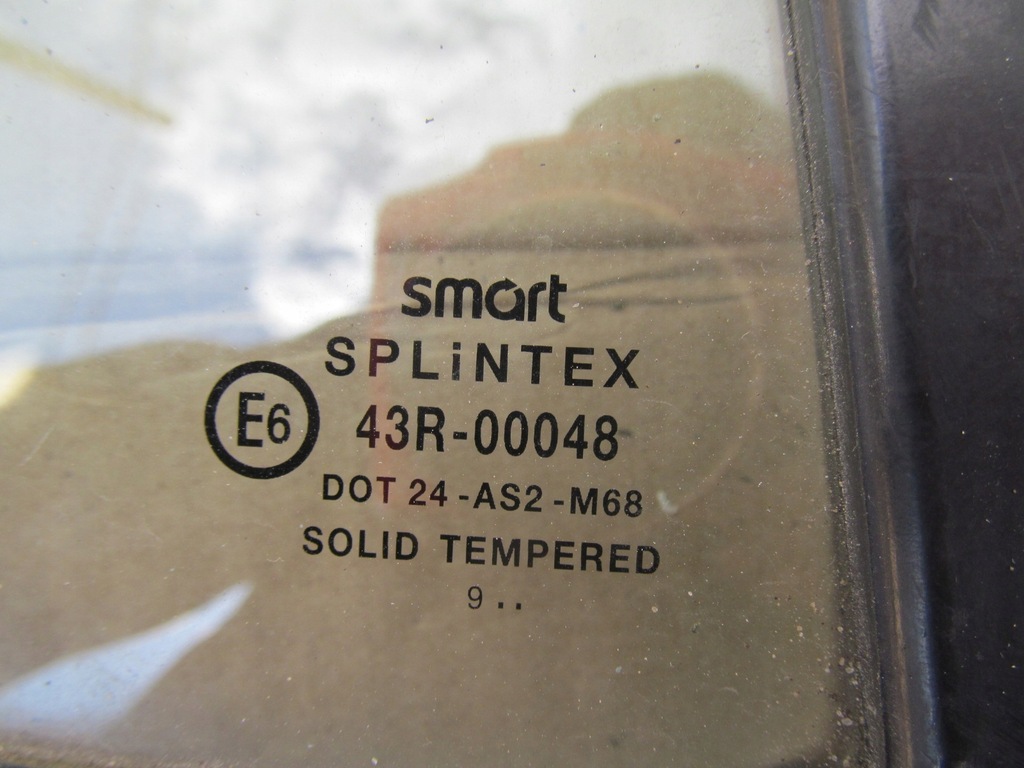 smart
SPLiNTEX
E6
43R-00048
DOT 24-AS2-M68
SOLID TEMPERED
9 ..